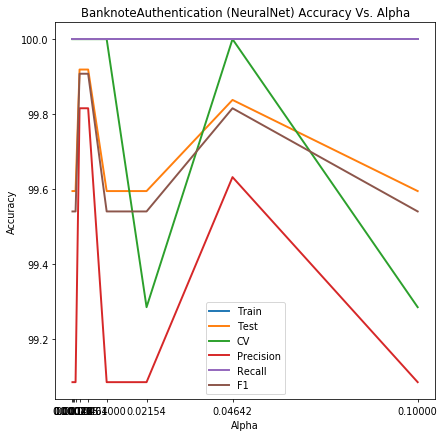 BanknoteAuthentication (NeuralNet) Accuracy Vs. Alpha
100.0
99.8
99.6
99.4
99.2
Accuracy
Train
Test
CV
Precision
Recall
F1
0.02154 0.04642 0.10000
Alpha